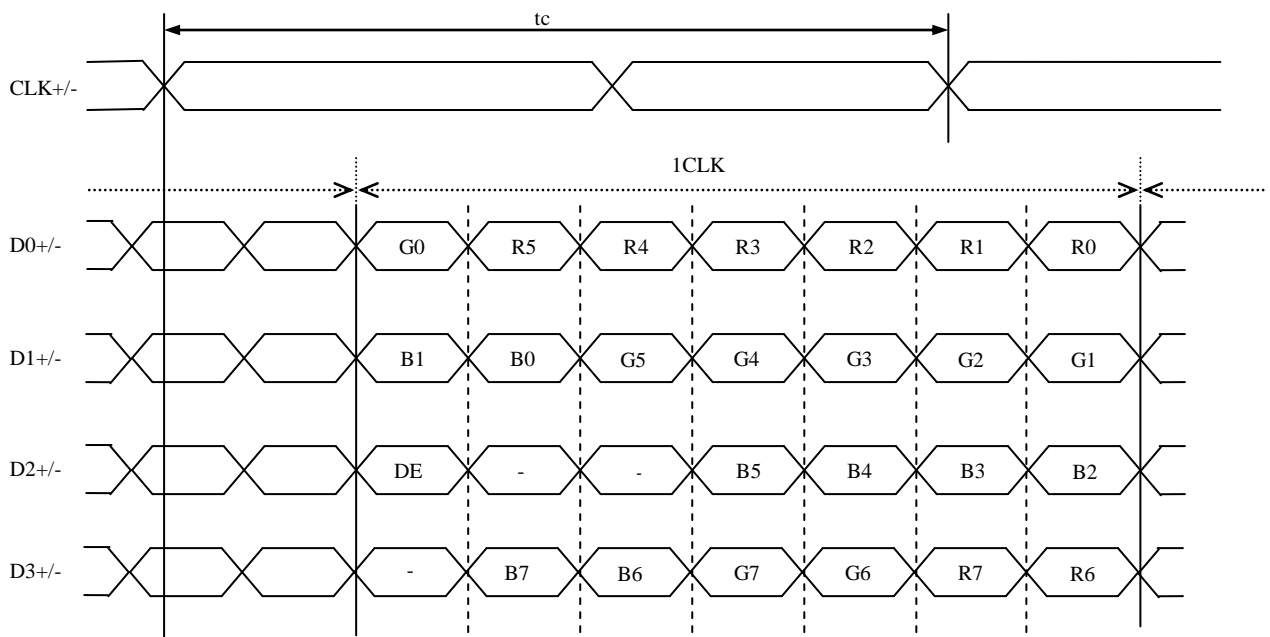 tc
CLK+/-
1CLK
D0+/- G0 R5 R4 R3 R2 R1 R0
D1+/- B1 B0 G5 G4 G3 G2 G1
D2+/- DE - - B5 B4 B3 B2
D3+/- - B7 B6 G7 G6 R7 R6